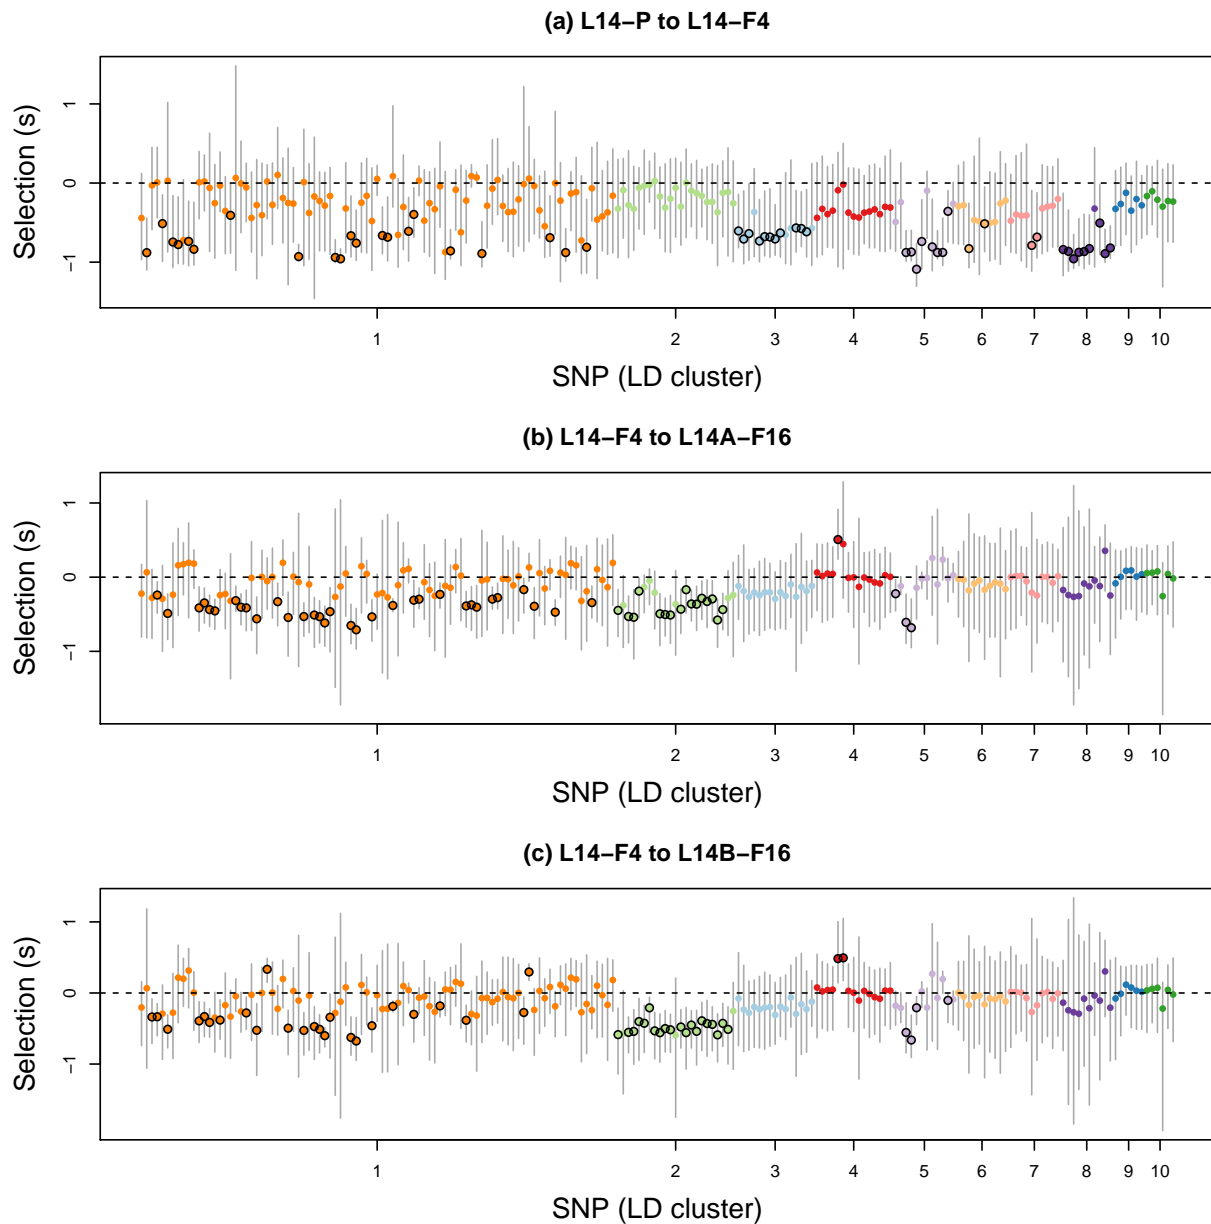 (a) L14−P to L14−F4
Selection (s)
1
0
−1
1 2 3 4 5 6 7 8 9 10
SNP (LD cluster)
(b) L14−F4 to L14A−F16
Selection (s)
1
0
−1
1 2 3 4 5 6 7 8 9 10
SNP (LD cluster)
(c) L14−F4 to L14B−F16
Selection (s)
1
0
−1
1 2 3 4 5 6 7 8 9 10
SNP (LD cluster)